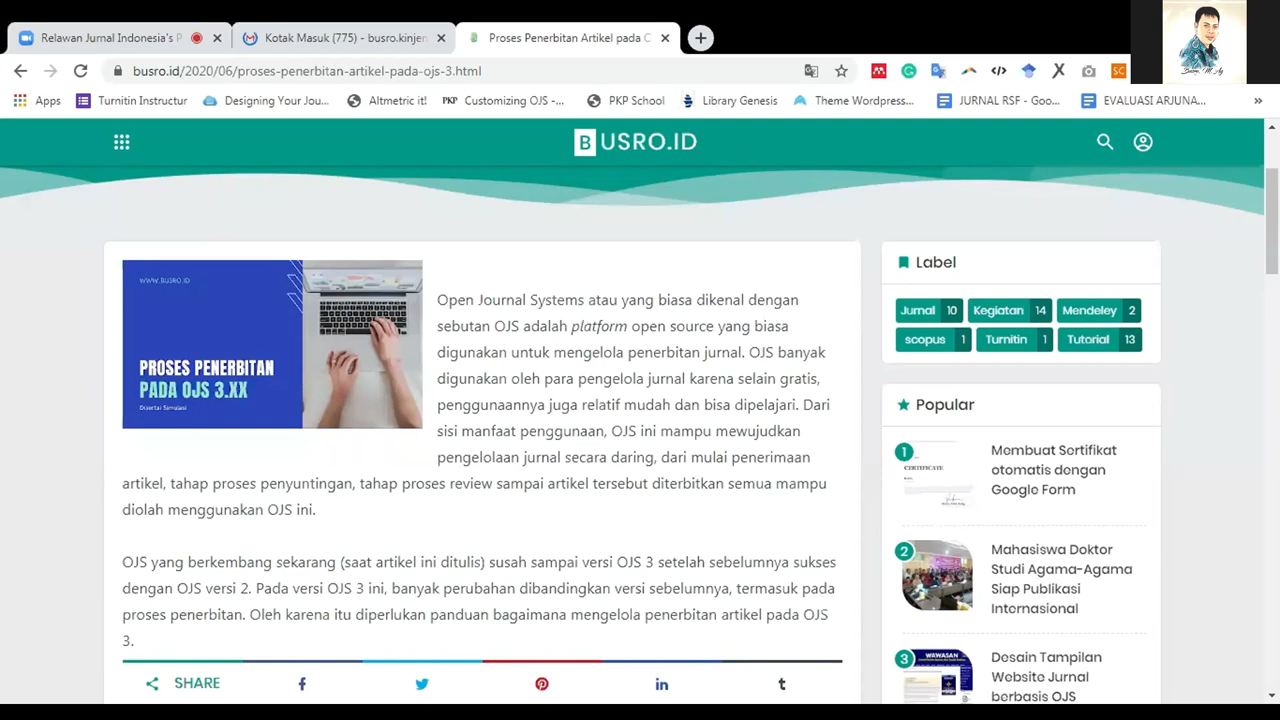 Relawan Jurnal Indonesia's P
Kotak Masuk (775) - busro.kinjen
Proses Penerbitan Artikel pada C
busro.id/2020/06/proses-penerbitan-artikel-pada-ojs-3.html
Apps
Turnitin Instructur
Designing Your Jou...
Altmetric it!
PKP
Customizing OJS -...
PKP School
Library Genesis
Theme Wordpress...
JURNAL RSF - Goo...
EVALUASI ARJUNA...
SC
BUSRO.ID
WWW.BUSRO.ID
PROSES PENERBITAN
PADA OJS 3.XX
Disertai Simulasi
Open Journal Systems atau yang biasa dikenal dengan
sebutan OJS adalah platform open source yang biasa
digunakan untuk mengelola penerbitan jurnal. OJS banyak
digunakan oleh para pengelola jurnal karena selain gratis,
penggunaannya juga relatif mudah dan bisa dipelajari. Dari
sisi manfaat penggunaan, OJS ini mampu mewujudkan
pengelolaan jurnal secara daring, dari mulai penerimaan
artikel, tahap proses penyuntingan, tahap proses review sampai artikel tersebut diterbitkan semua mampu
diolah menggunakan OJS ini.
OJS yang berkembang sekarang (saat artikel ini ditulis) susah sampai versi OJS 3 setelah sebelumnya sukses
dengan OJS versi 2. Pada versi OJS 3 ini, banyak perubahan dibandingkan versi sebelumnya, termasuk pada
proses penerbitan. Oleh karena itu diperlukan panduan bagaimana mengelola penerbitan artikel pada OJS
3.
SHARE
Label
Jurnal 10
Kegiatan 14
Mendeley 2
scopus 1
Turnitin 1
Tutorial 13
Popular
1
CERTIFICATE
Membuat Sertifikat
otomatis dengan
Google Form
2
Mahasiswa Doktor
Studi Agama-Agama
Siap Publikasi
Internasional
3
WAWASAN
Desain Tampilan
Website Jurnal
berbasis OJS